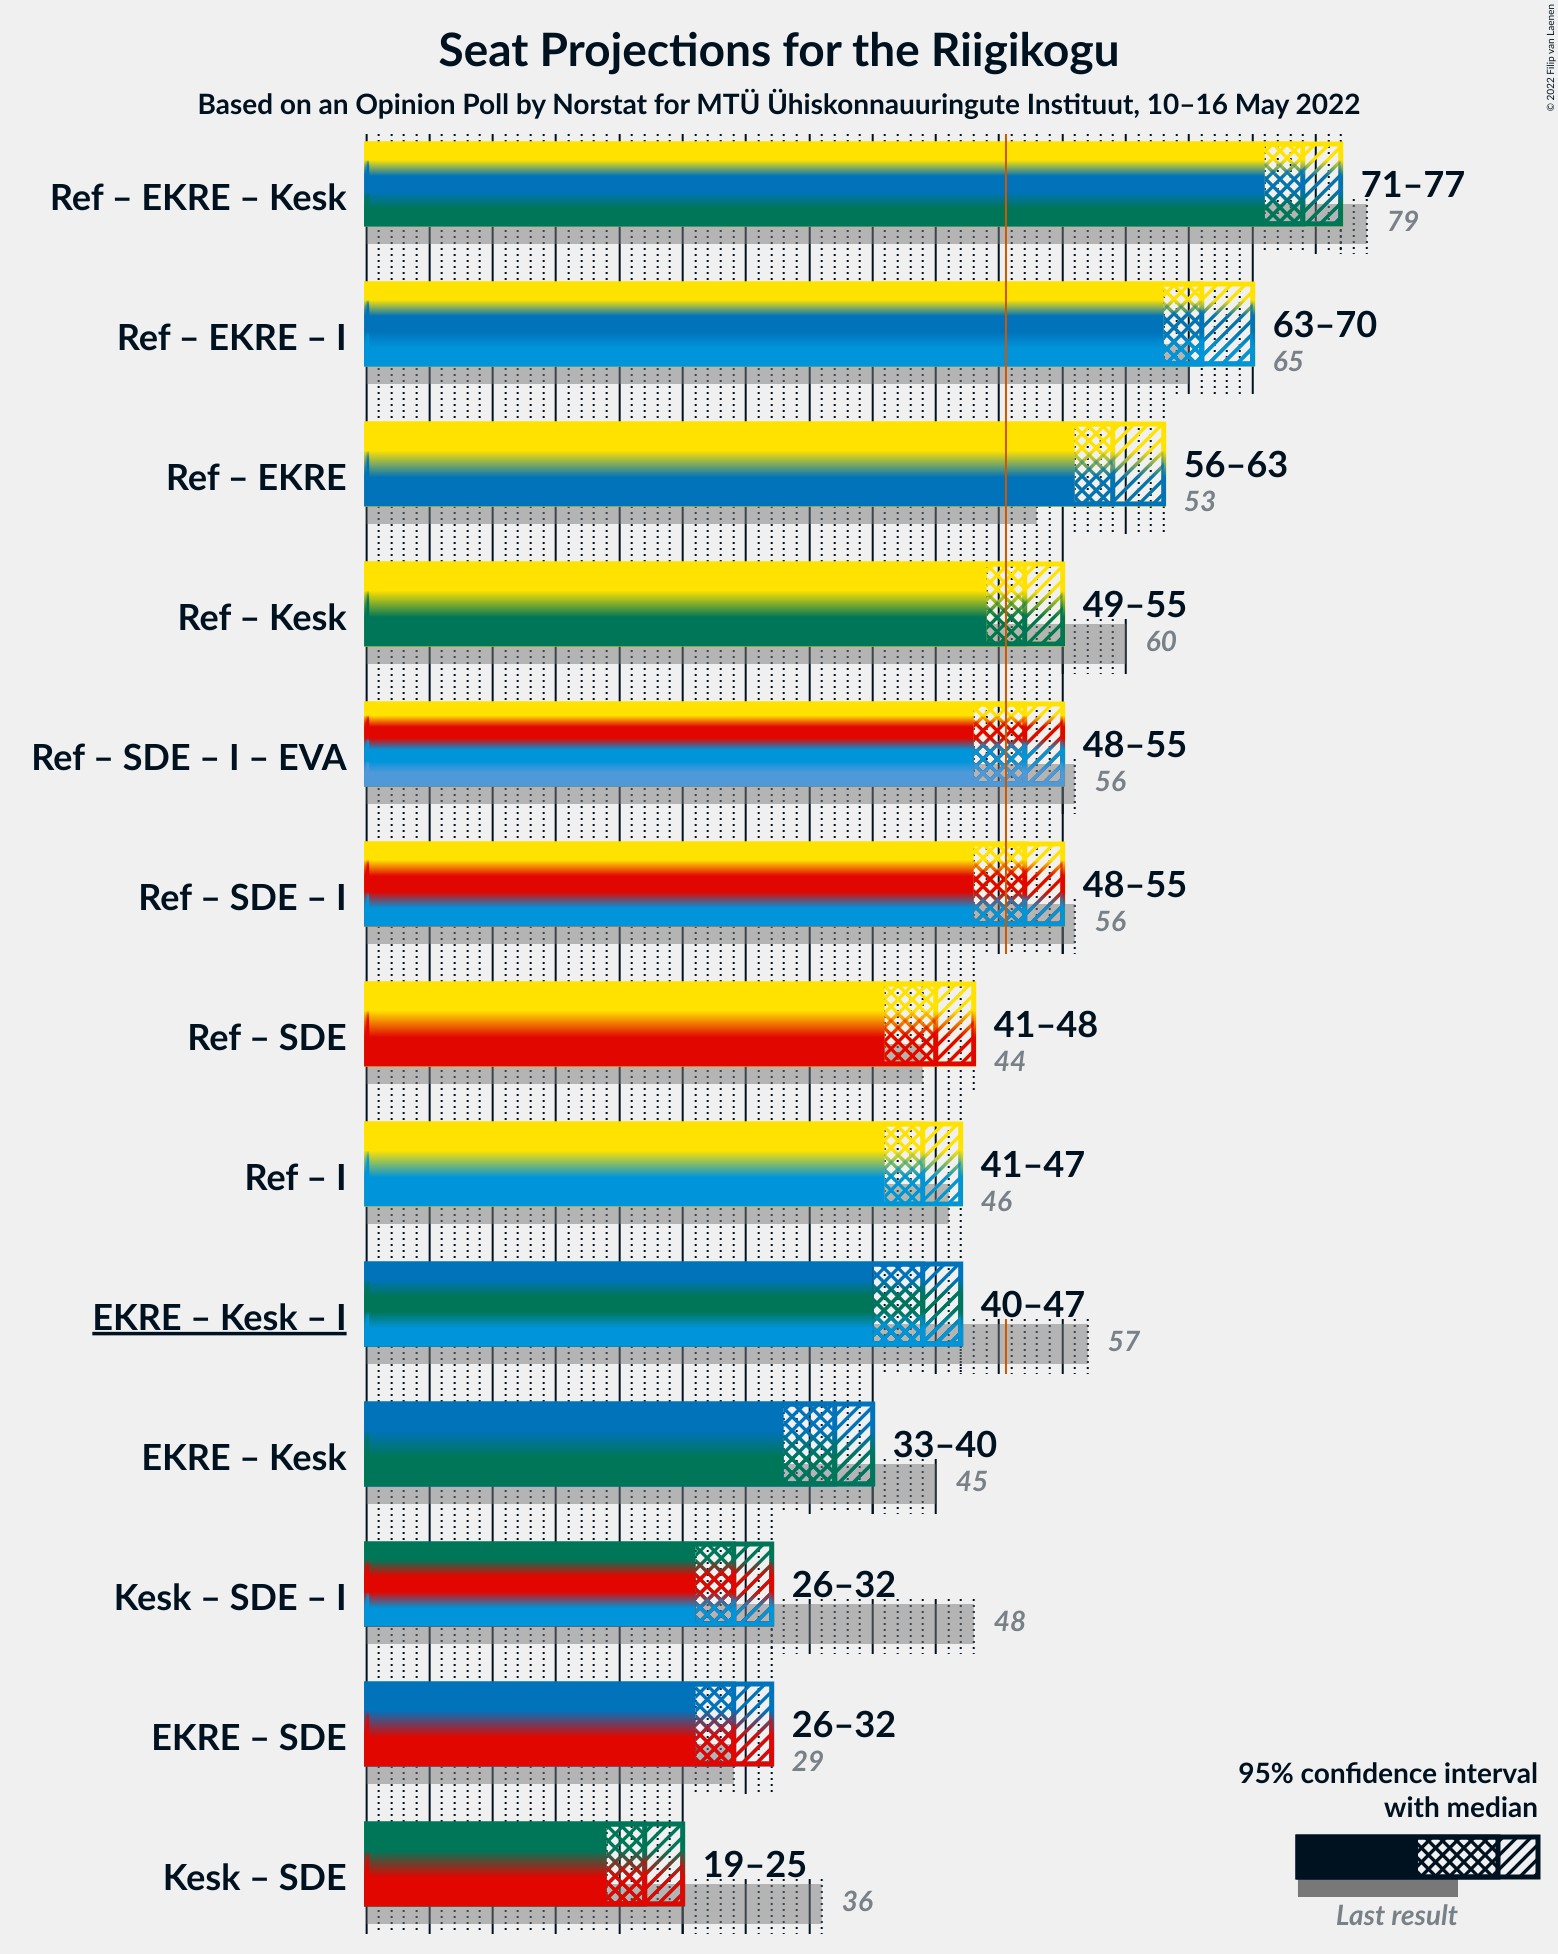 Seat Projections for the Riigikogu
Based on an Opinion Poll by Norstat for MTÜ Ühiskonnauuringute Instituut, 10–16 May 2022
© 2022 Filip van Laenen
Ref – EKRE – Kesk
71–77
79
Ref – EKRE – I
63–70
65
Ref – EKRE
56–63
53
Ref – Kesk
49–55
60
Ref – SDE – I – EVA
48–55
56
Ref – SDE – I
48–55
56
Ref – SDE
41–48
44
Ref – I
41–47
46
EKRE – Kesk – I
40–47
57
EKRE – Kesk
33–40
45
Kesk – SDE – I
26–32
48
EKRE – SDE
26–32
29
Kesk – SDE
19–25
36
95% confidence interval
with median
Last result